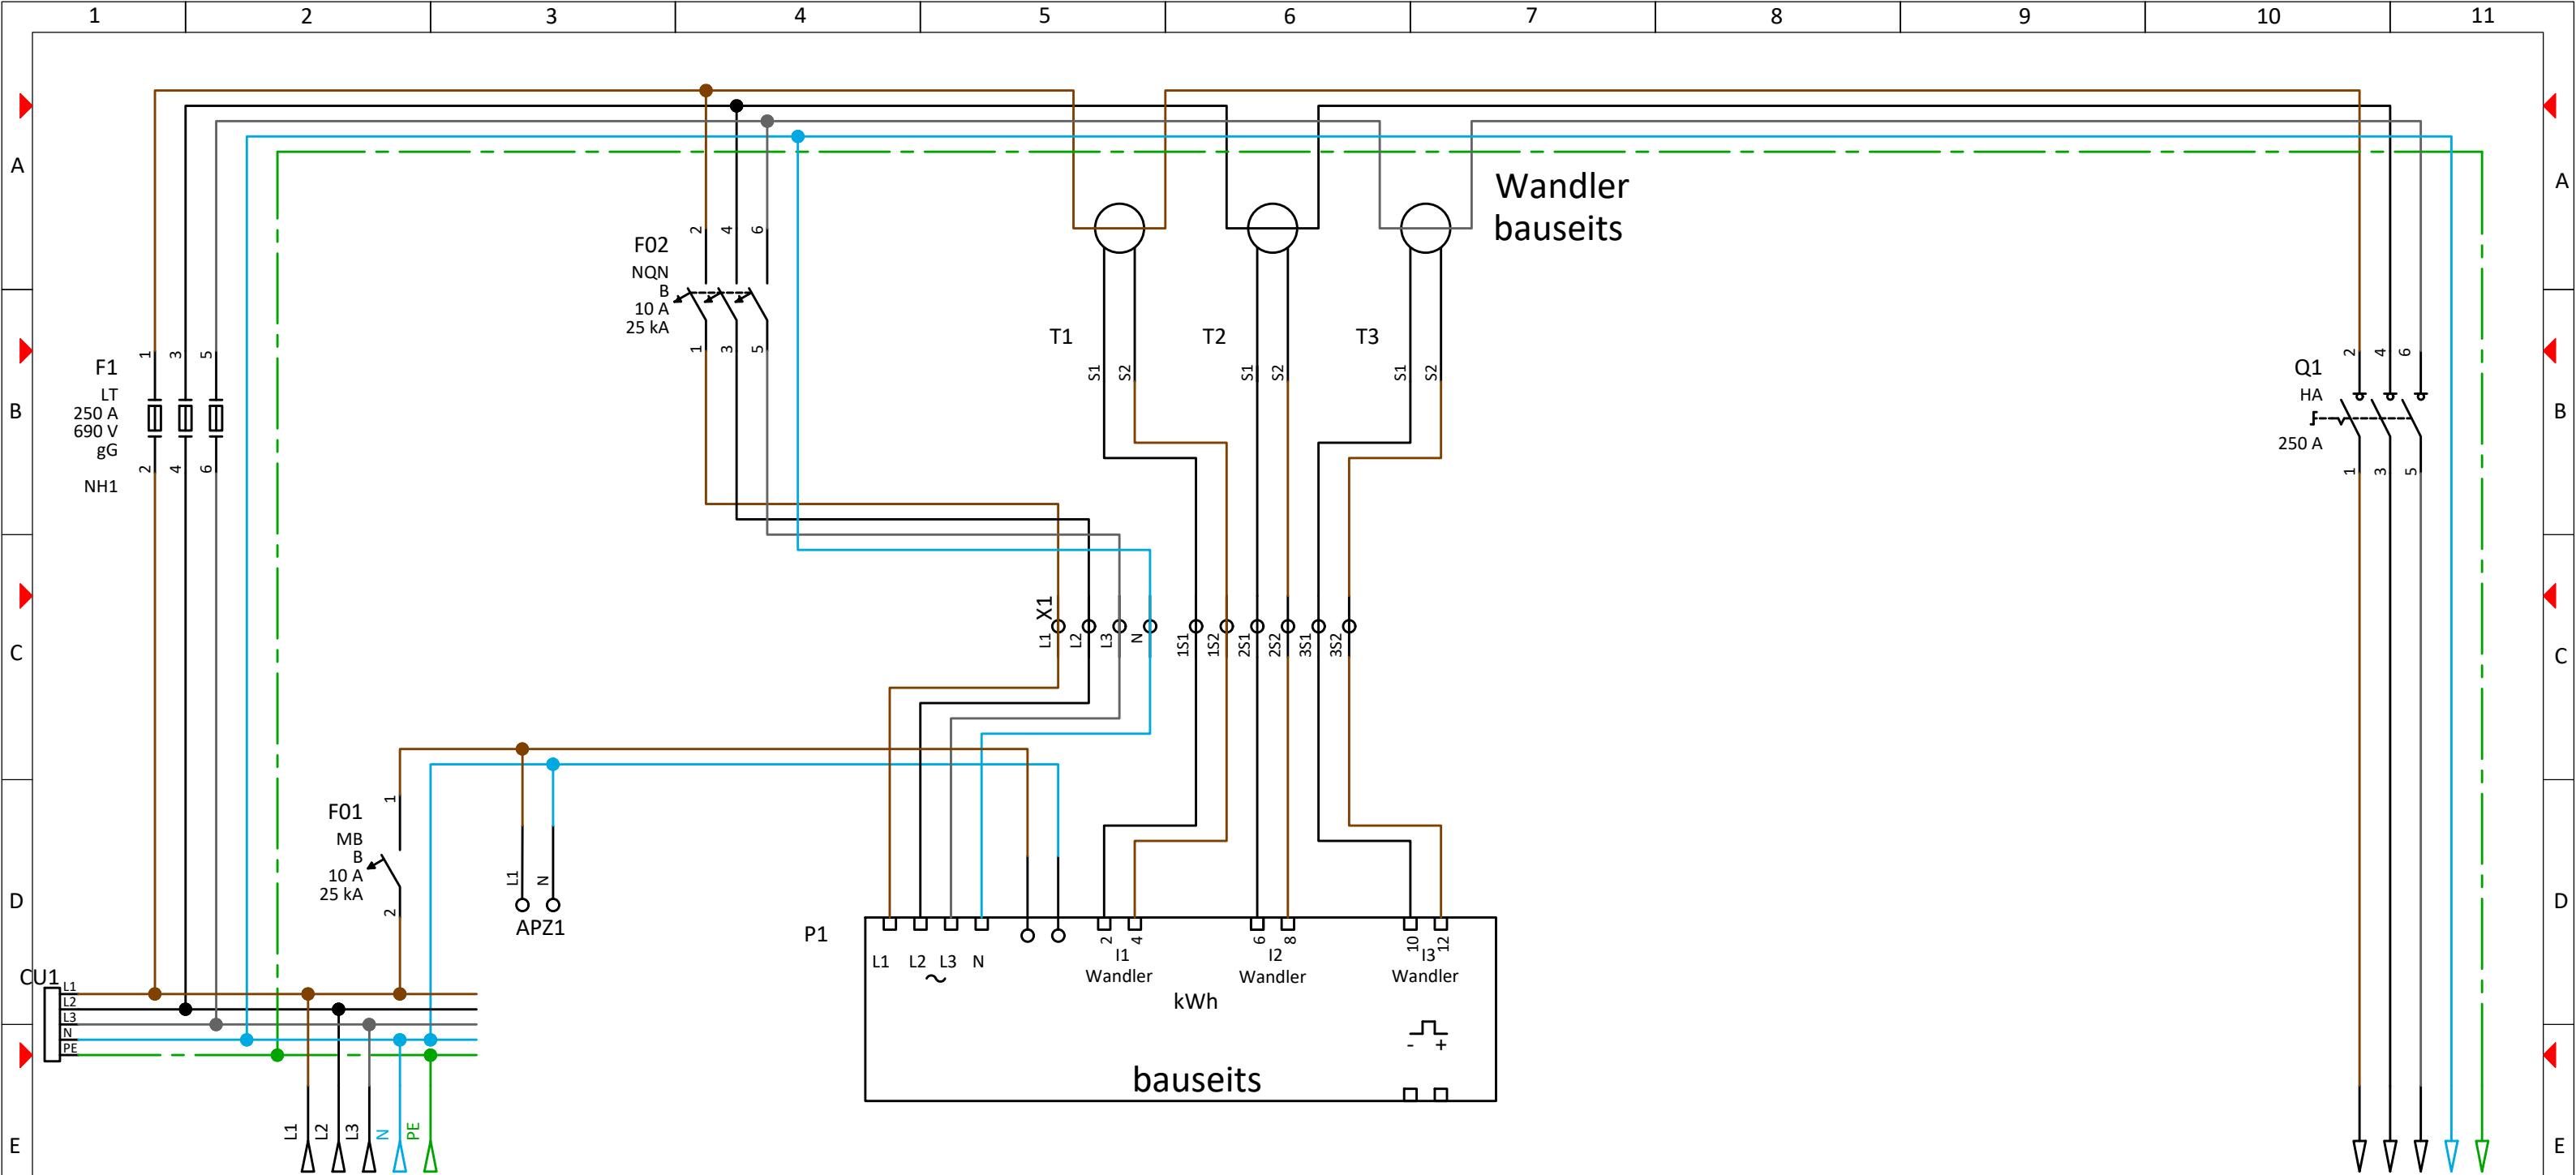 1 2 3 4 5 6 7 8 9 10 11
A A
Wandler
bauseits
F02
NQN
B
10 A
25 kA
2 4 6
1 3 5
T1 T2 T3
S1 S2 S1 S2 S1 S2
F1
LT
250 A
690 V
gG
NH1
1 3 5
2 4 6
Q1
HA
250 A
2 4 6
1 3 5
B B
X1
L1 L2 L3 N 1S1 1S2 2S1 2S2 3S1 3S2
C C
F01
MB
B
10 A
25 kA
1
2
L1 N
APZ1
D D
P1
L1 L2 L3 N
2 4 6 8 10 12
I1 I2 I3
Wandler Wandler Wandler
kWh
- +
bauseits
CU1
L1
L2
L3
N
PE
L1 L2 L3 N PE
E E